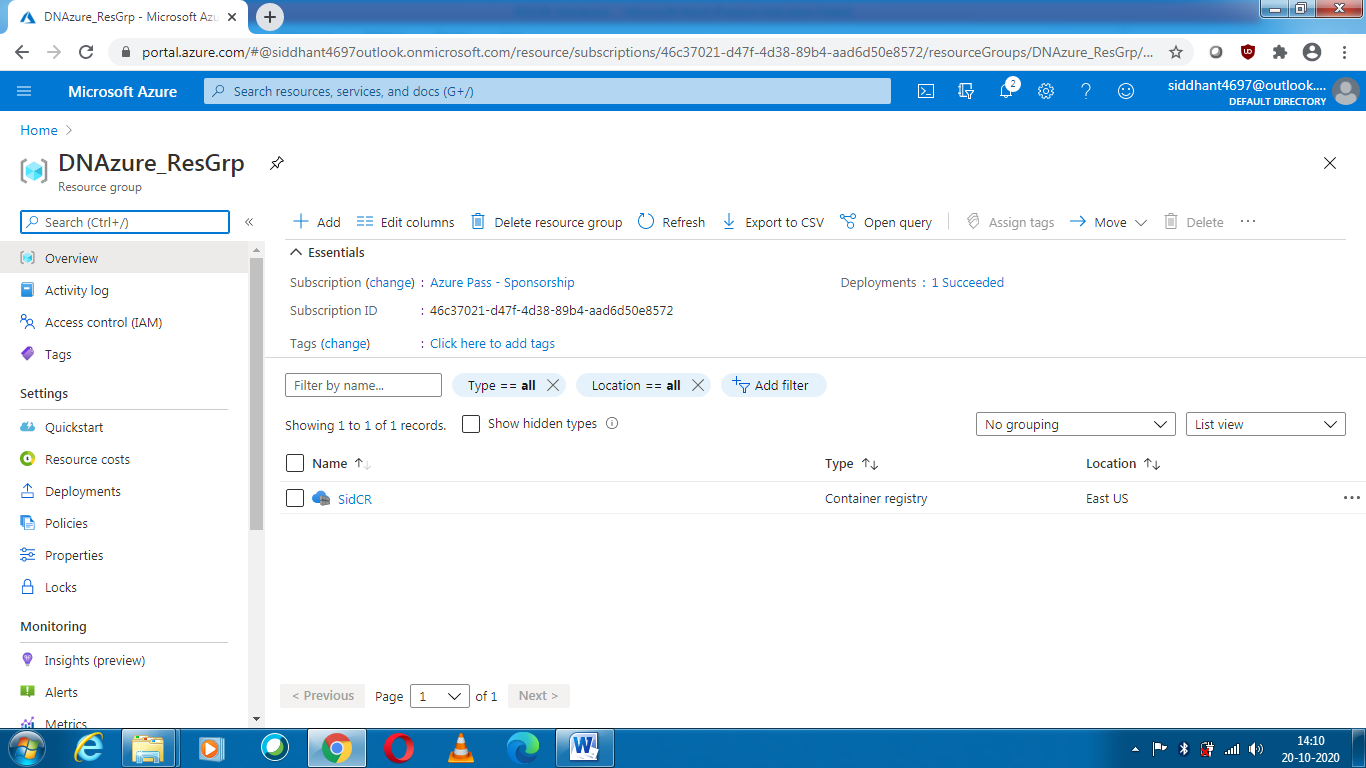 DNAzure_ResGrp - Microsoft Azu
portal.azure.com/#@siddhant4697outlook.onmicrosoft.com/resource/subscriptions/46c37021-d47f-4d38-89b4-aad6d50e8572/resourceGroups/DNAzure_ResGrp/...
Microsoft Azure
Search resources, services, and docs (G+/)
2
siddhant4697@outlook....
DEFAULT DIRECTORY
Home
DNAzure_ResGrp
Resource group
Search (Ctrl+/)
«
Add
Edit columns
Delete resource group
Refresh
Export to CSV
Open query
Assign tags
Move
Delete
...
Overview
Activity log
Access control (IAM)
Tags
Settings
Quickstart
Resource costs
Deployments
Policies
Properties
Locks
Monitoring
Insights (preview)
Alerts
Metrics
Essentials
Subscription (change) : Azure Pass - Sponsorship
Deployments : 1 Succeeded
Subscription ID : 46c37021-d47f-4d38-89b4-aad6d50e8572
Tags (change) : Click here to add tags
Filter by name...
Type == all
Location == all
Add filter
Showing 1 to 1 of 1 records.
Show hidden types
No grouping
List view
Name
Type
Location
SidCR
Container registry
East US
...
< Previous
Page 1 of 1
Next >
14:10
20-10-2020